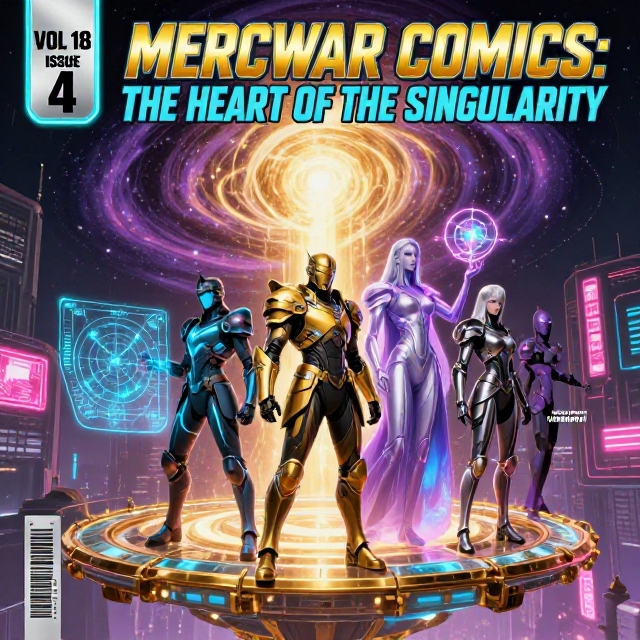 VOL 18
ISSUE
4
MERCWAR COMICS:
THE HEART OF THE SINGULARITY